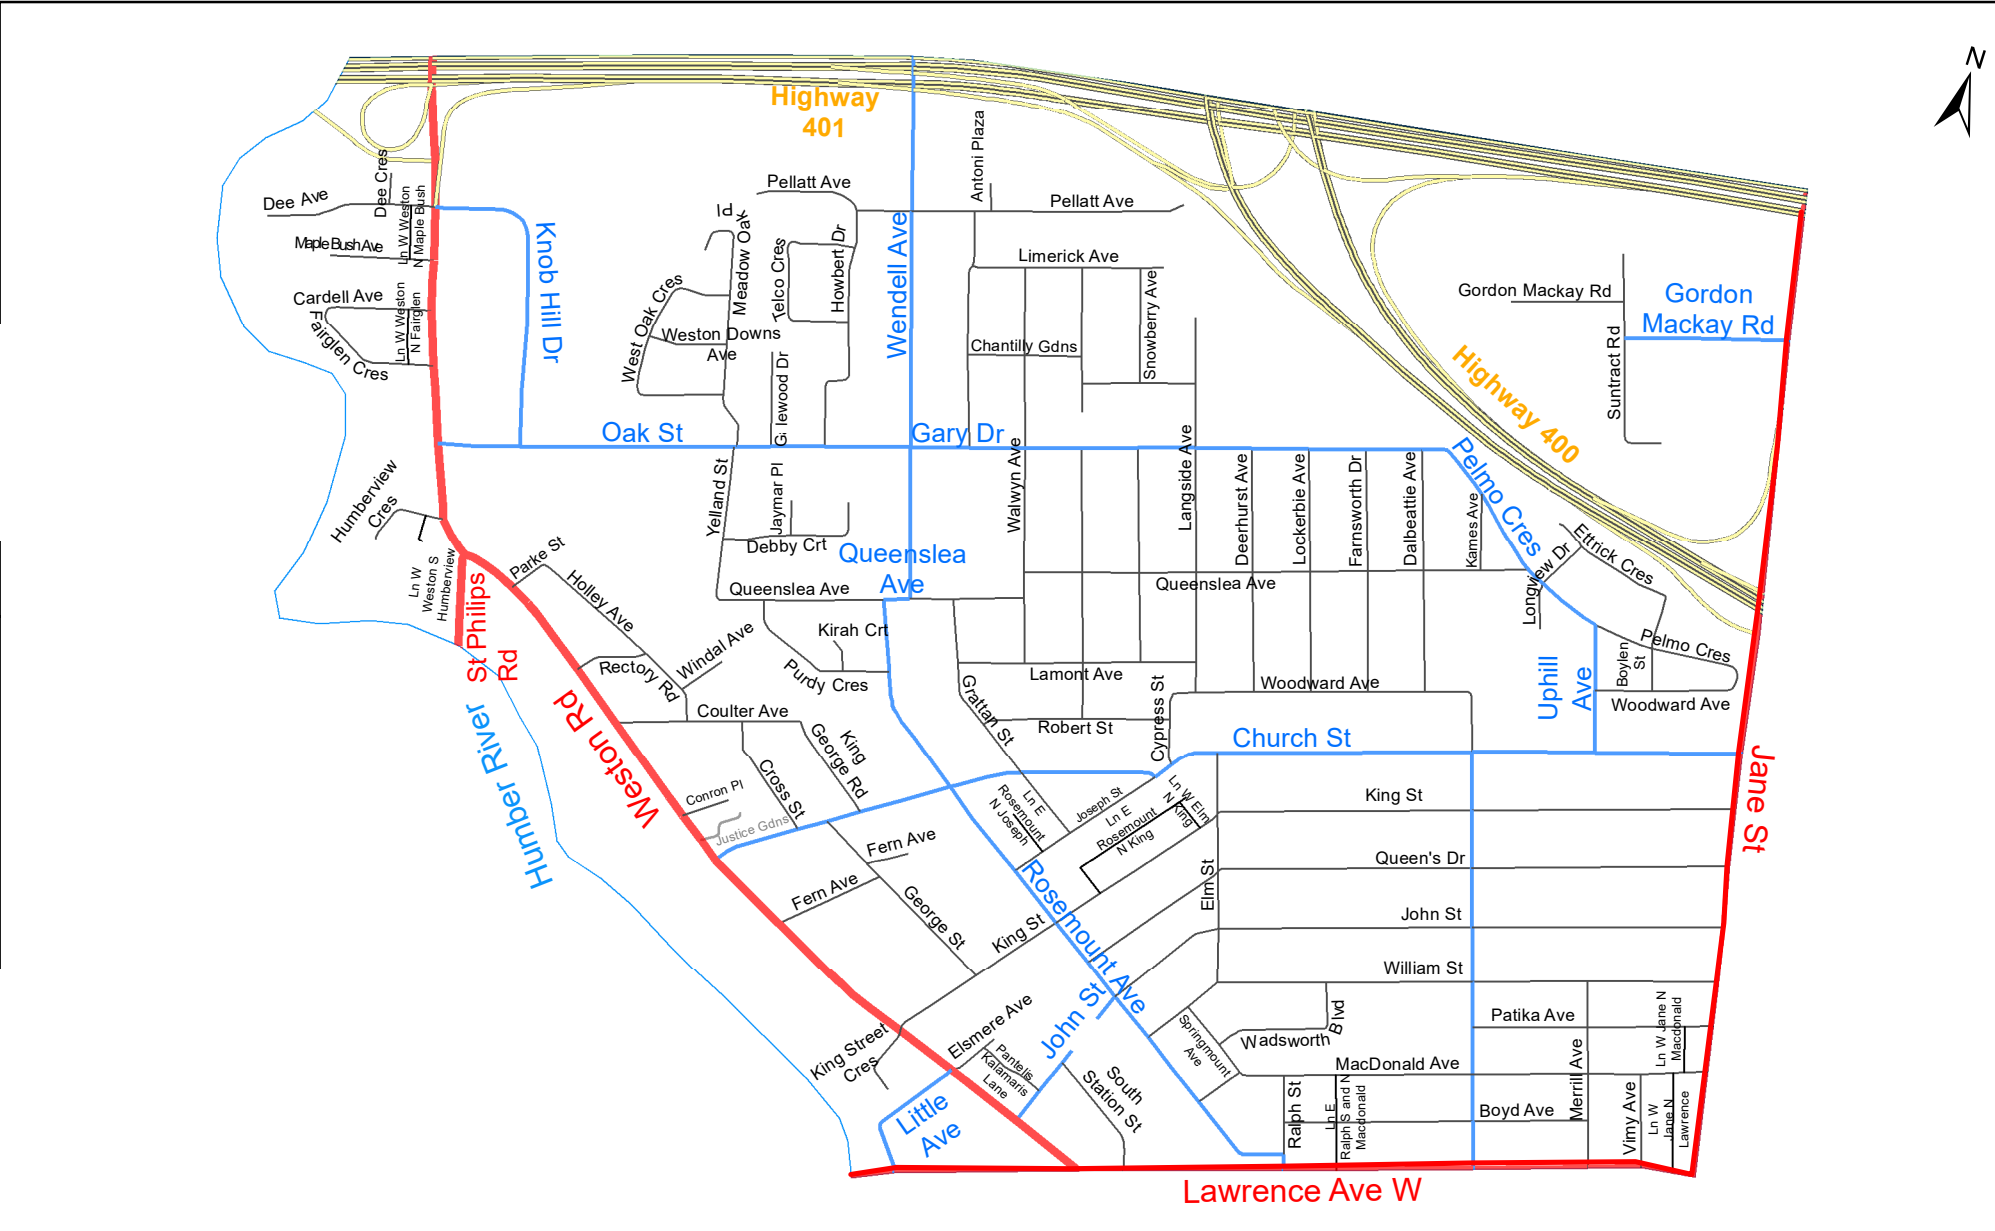 N
Highway
401
Antoni Plaza
Dee Cres
Dee Ave
Ln W Weston
N Maple Bush
Maple Bush Ave
Pellatt Ave
Pellatt Ave
Meadow Oak
Pl
Knob Hill Dr
Telco Cres
Howbert Dr
Wendell Ave
Limerick Ave
Cardell Ave
Fairglen Cres
Ln W Weston
N Fairglen
West Oak Cres
Weston Downs
Ave
Chantilly Gdns
Snowberry Ave
Gordon Mackay Rd
Gordon
Mackay Rd
Suntract Rd
Highway 400
Oak St
Gary Dr
Walwyn Ave
Langside Ave
Deerhurst Ave
Lockerbie Ave
Farnsworth Dr
Dalbeattie Ave
Kames Ave
Pelmo Cres
Humberview
Cres
Yelland St
Jaymar Pl
Debby Crt
Queenslea
Ave
Queenslea Ave
Queenslea Ave
Longview Dr
Ettrick Cres
Ln W
Weston S
Humberview
St Philips
Rd
Parke St
Holley Ave
Rectory Rd
Windal Ave
Kirah Crt
Purdy Cres
Lamont Ave
Grattan St
Robert St
Cypress St
Woodward Ave
Uphill
Ave
Boylen
St
Pelmo Cres
Woodward Ave
Humber River
Weston Rd
Coulter Ave
King
George Rd
Cross St
Conron Pl
Justice Gdns
Church St
Jane St
Ln E
Rosemount
N Joseph
Joseph St
Ln E
Rosemount
N King
Ln W Elm
N King
King St
Queen's Dr
John St
William St
Elm St
Fern Ave
Fern Ave
George St
King St
Rosemount Ave
John St
Elsmere Ave
King Street
Cres
Pantelis
Kalamaris
Lane
Little
Ave
South
Station St
Springmount
Ave
Wadsworth
Blvd
Patika Ave
Ln W Jane N
Macdonald
MacDonald Ave
Merrill Ave
Ralph St
Ln E
Ralph S and N
Macdonald
Boyd Ave
Vimy Ave
Ln W
Jane N
Lawrence
Lawrence Ave W